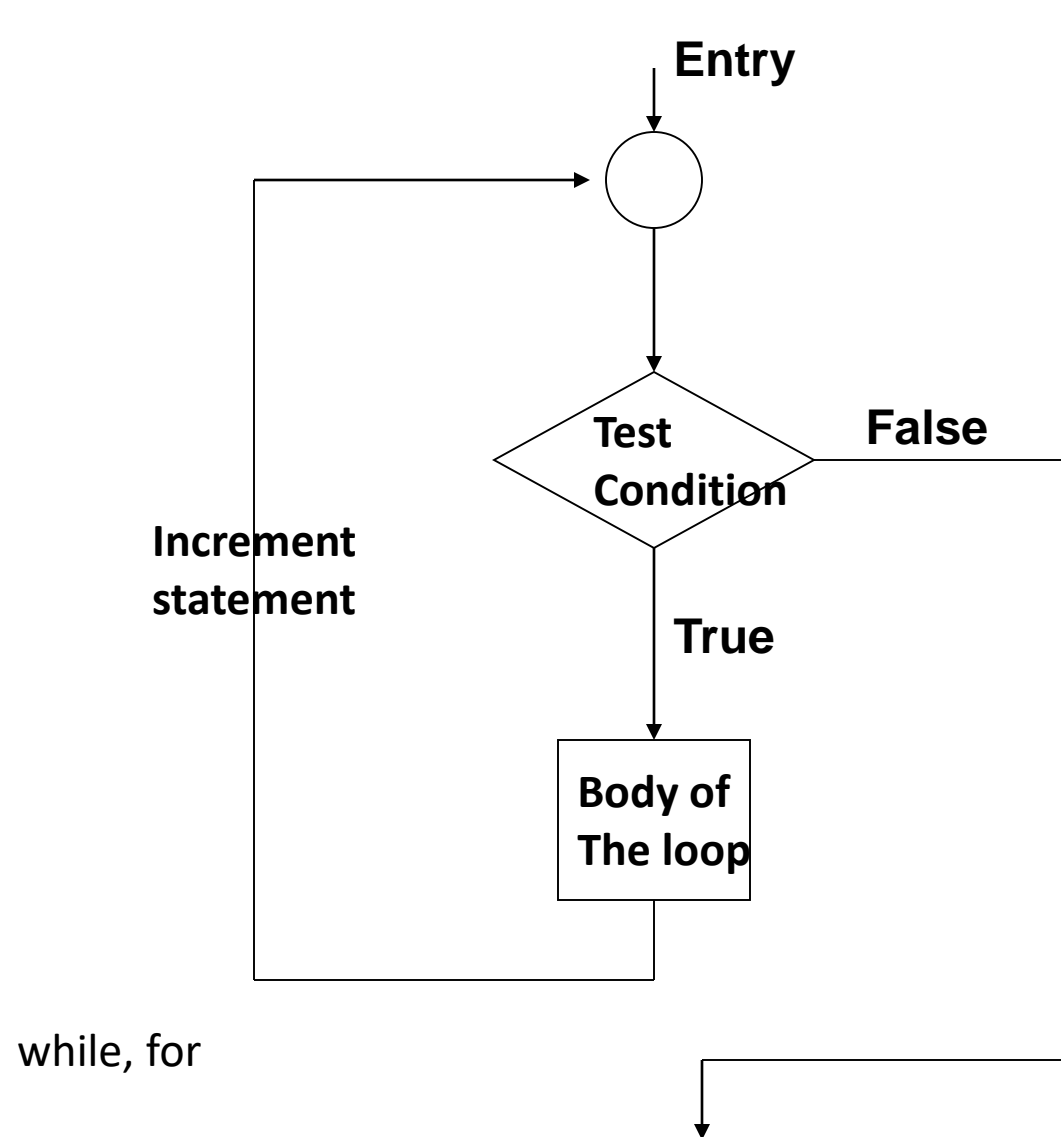 Entry
Test
Condition
False
Increment
statement
True
Body of
The loop
while, for